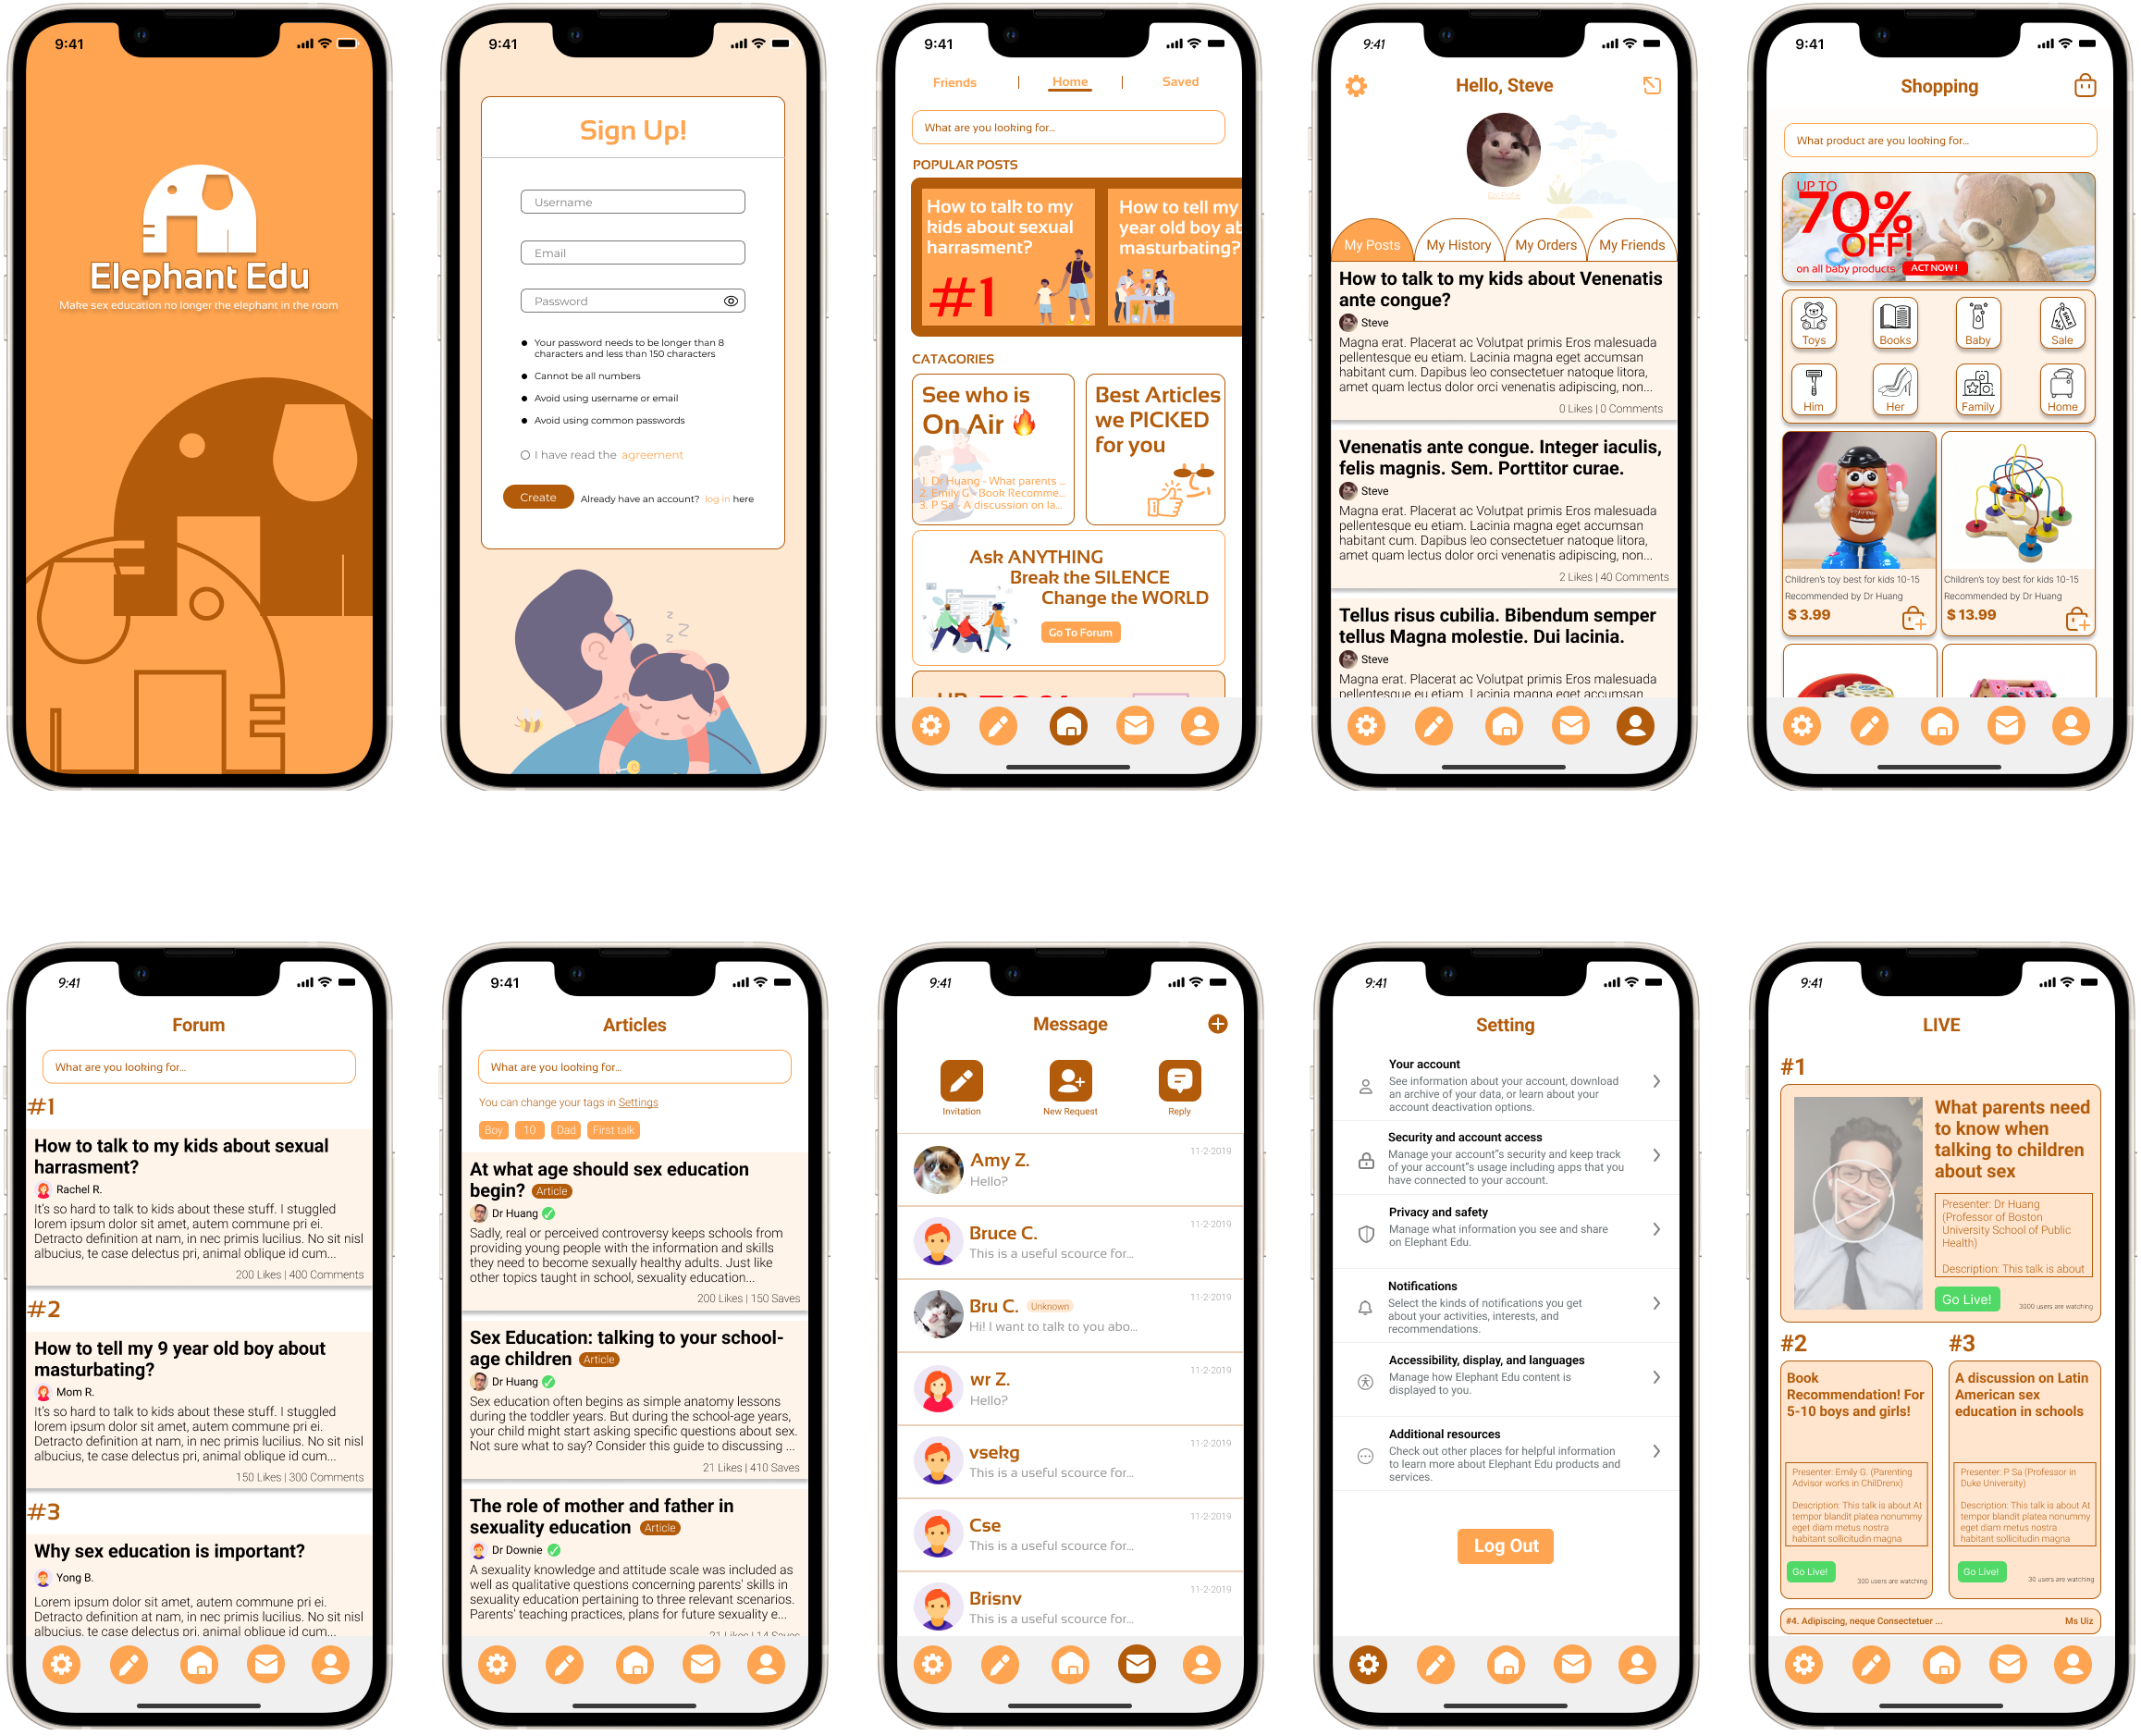 9:41
Elephant Edu
Make sex education no longer the elephant in the room
9:41
Sign Up!
Username
Email
Password
Your password needs to be longer than 8
characters and less than 150 characters
Cannot be all numbers
Avoid using username or email
Avoid using common passwords
I have read the agreement
Create
Already have an account? log in here
9:41
Friends | Home | Saved
What are you looking for...
POPULAR POSTS
How to talk to my
kids about sexual
harrasment?
#1
How to tell my
year old boy ab
masturbating?
CATAGORIES
See who is
On Air
1. Dr Huang - What parents ...
2. Emily G - Book Recomme...
3. P Sa - A discussion on la...
Best Articles
we PICKED
for you
Ask ANYTHING
Break the SILENCE
Change the WORLD
Go To Forum
9:41
Hello, Steve
My Posts
My History
My Orders
My Friends
How to talk to my kids about Venenatis
ante congue?
Steve
Magna erat. Placerat ac Volutpat primis Eros malesuada
pellentesque eu etiam. Lacinia magna eget accumsan
habitant cum. Dapibus leo consectetuer natoque litora,
amet quam lectus dolor orci venenatis adipiscing, non...
0 Likes | 0 Comments
Venenatis ante congue. Integer iaculis,
felis magnis. Sem. Porttitor curae.
Steve
Magna erat. Placerat ac Volutpat primis Eros malesuada
pellentesque eu etiam. Lacinia magna eget accumsan
habitant cum. Dapibus leo consectetuer natoque litora,
amet quam lectus dolor orci venenatis adipiscing, non...
2 Likes | 40 Comments
Tellus risus cubilia. Bibendum semper
tellus Magna molestie. Dui lacinia.
Steve
Magna erat. Placerat ac Volutpat primis Eros malesuada
pellentesque eu etiam. Lacinia magna eget accumsan
9:41
Shopping
What product are you looking for...
UP TO
70%
OFF!
on all baby products
ACT NOW !
Toys
Books
Baby
Sale
Him
Her
Family
Home
Children's toy best for kids 10-15
Recommended by Dr Huang
$ 3.99
Children's toy best for kids 10-15
Recommended by Dr Huang
$ 13.99
9:41
Forum
What are you looking for...
#1
How to talk to my kids about sexual
harrasment?
Rachel R.
It's so hard to talk to kids about these stuff. I stuggled
lorem ipsum dolor sit amet, autem commune pri ei.
Detracto definition at nam, in nec primis lucilius. No sit nisl
albucius, te case delectus pri, animal oblique id cum...
200 Likes | 400 Comments
#2
How to tell my 9 year old boy about
masturbating?
Mom R.
It's so hard to talk to kids about these stuff. I stuggled
lorem ipsum dolor sit amet, autem commune pri ei.
Detracto definition at nam, in nec primis lucilius. No sit nisl
albucius, te case delectus pri, animal oblique id cum...
150 Likes | 300 Comments
#3
Why sex education is important?
Yong B.
Lorem ipsum dolor sit amet, autem commune pri ei.
Detracto definition at nam, in nec primis lucilius. No sit nisl
albucius, te case delectus pri, animal oblique id cum...
9:41
Articles
What are you looking for...
You can change your tags in Settings
Boy
10
Dad
First talk
At what age should sex education
begin? Article
Dr Huang
Sadly, real or perceived controversy keeps schools from
providing young people with the information and skills
they need to become sexually healthy adults. Just like
other topics taught in school, sexuality education...
200 Likes | 150 Saves
Sex Education: talking to your school-
age children Article
Dr Huang
Sex education often begins as simple anatomy lessons
during the toddler years. But during the school-age years,
your child might start asking specific questions about sex.
Not sure what to say? Consider this guide to discussing ...
21 Likes | 410 Saves
The role of mother and father in
sexuality education Article
Dr Downie
A sexuality knowledge and attitude scale was included as
well as qualitative questions concerning parents' skills in
sexuality education pertaining to three relevant scenarios.
Parents' teaching practices, plans for future sexuality e...
21 Likes | 14 Saves
9:41
Message
Invitation
New Request
Reply
Amy Z.
11-2-2019
Hello?
Bruce C.
11-2-2019
This is a useful scource for...
Bru C. Unknown
11-2-2019
Hi! I want to talk to you abo...
wr Z.
11-2-2019
Hello?
vsekg
11-2-2019
This is a useful scource for...
Cse
11-2-2019
This is a useful scource for...
Brisnv
11-2-2019
This is a useful scource for...
9:41
Setting
Your account
See information about your account, download
an archive of your data, or learn about your
account deactivation options.
Security and account access
Manage your account"s security and keep track
of your account"s usage including apps that you
have connected to your account.
Privacy and safety
Manage what information you see and share
on Elephant Edu.
Notifications
Select the kinds of notifications you get
about your activities, interests, and
recommendations.
Accessibility, display, and languages
Manage how Elephant Edu content is
displayed to you.
Additional resources
Check out other places for helpful information
to learn more about Elephant Edu products and
services.
Log Out
9:41
LIVE
#1
What parents need
to know when
talking to children
about sex
Presenter: Dr Huang
(Professor of Boston
University School of Public
Health)
Description: This talk is about
Go Live!
3000 users are watching
#2
Book
Recommendation! For
5-10 boys and girls!
Presenter: Emily G. (Parenting
Advisor works in ChilDrenx)
Description: This talk is about At
tempor blandit platea nonummy
eget diam metus nostra
habitant sollicitudin magna
Go Live!
300 users are watching
#3
A discussion on Latin
American sex
education in schools
Presenter: P Sa (Professor in
Duke University)
Description: This talk is about At
tempor blandit platea nonummy
eget diam metus nostra
habitant sollicitudin magna
Go Live!
30 users are watching
#4. Adipiscing, neque Consectetuer ...
Ms Uiz